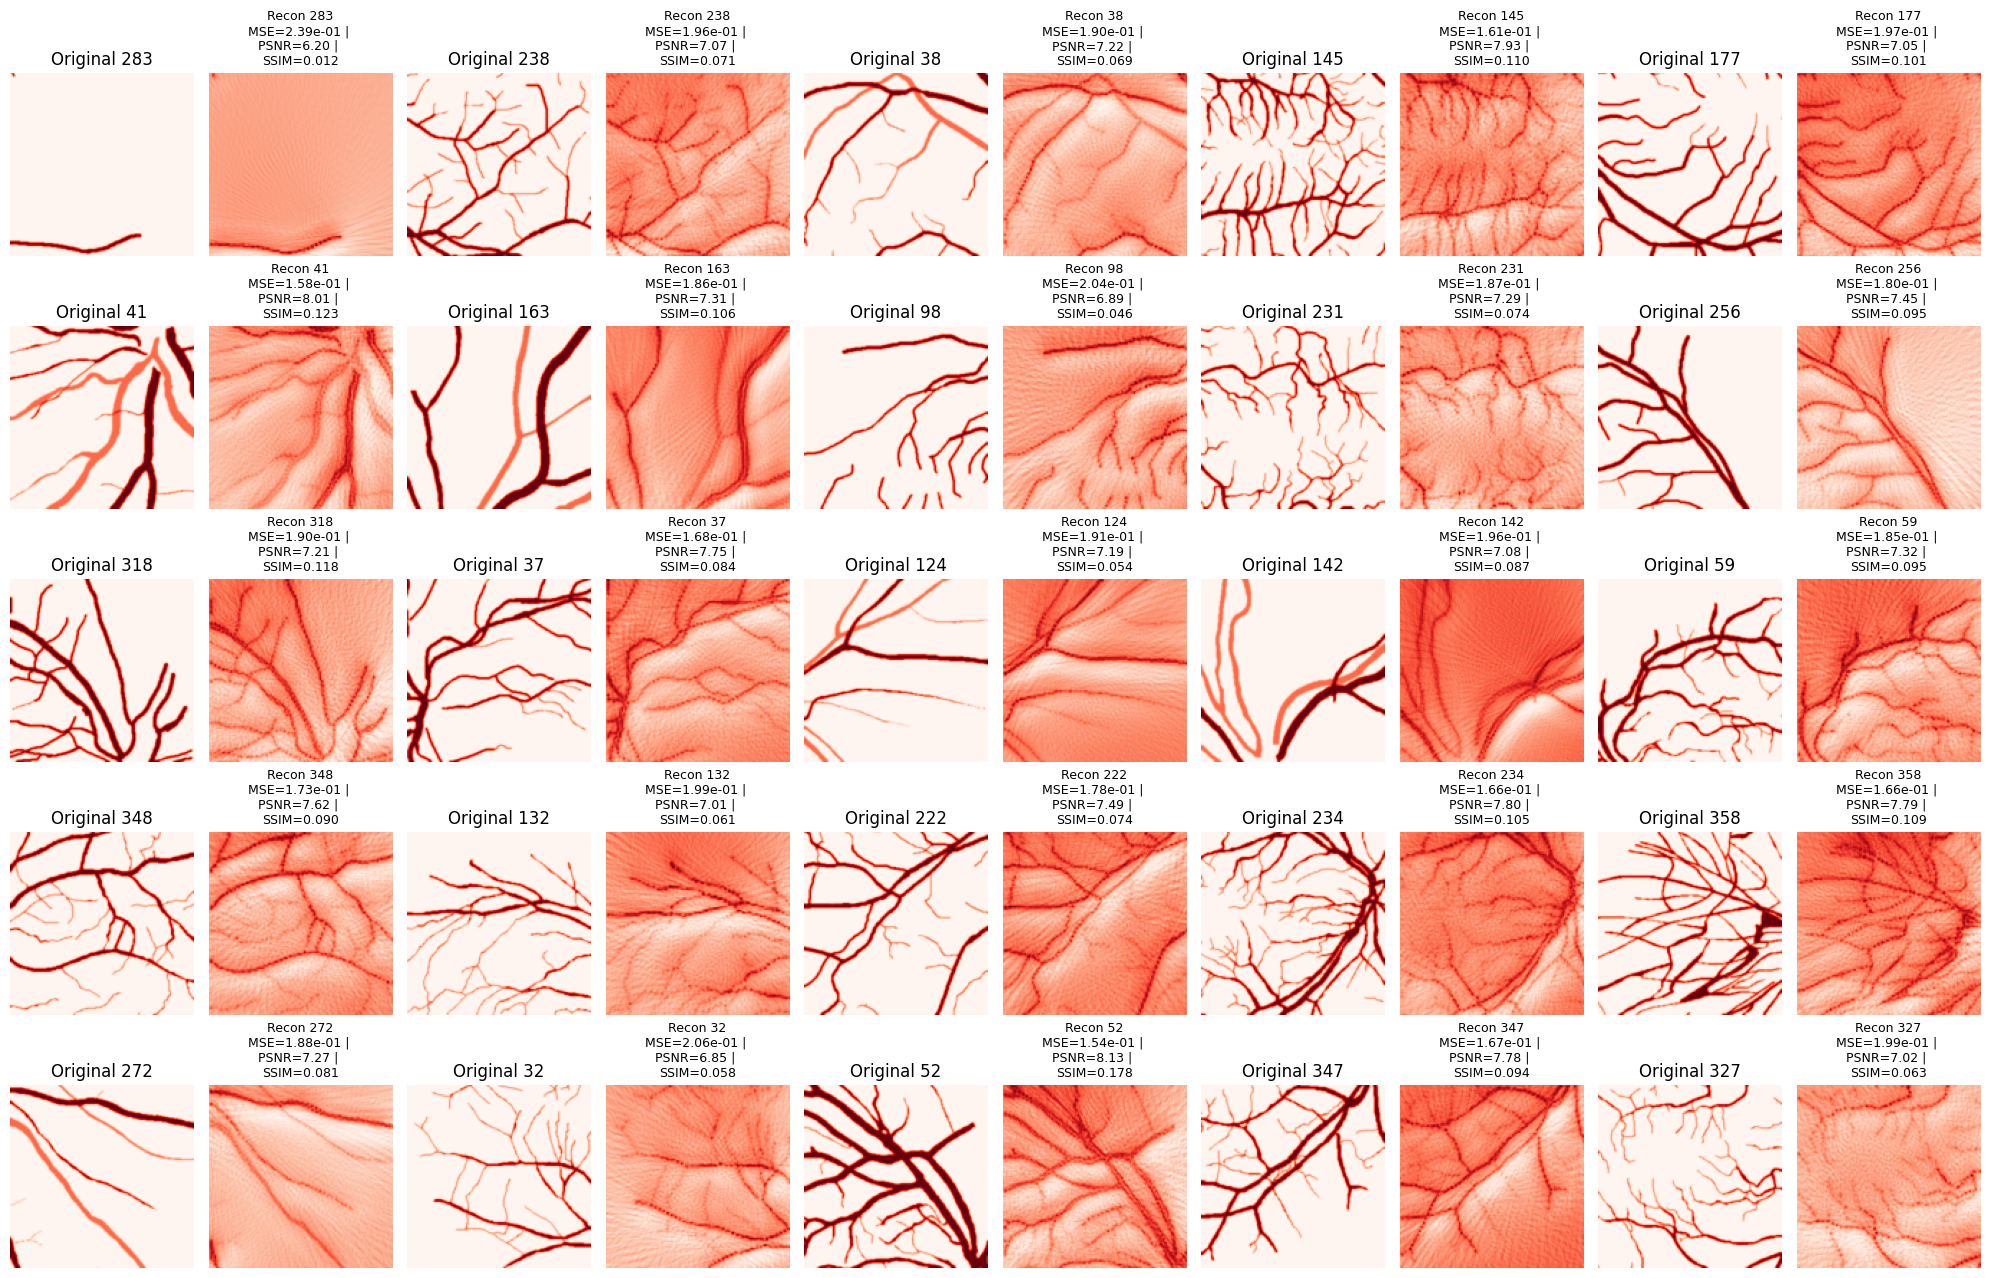 Original 283
Recon 283
MSE=2.39e-01 |
PSNR=6.20 |
SSIM=0.012
Original 238
Recon 238
MSE=1.96e-01 |
PSNR=7.07 |
SSIM=0.071
Original 38
Recon 38
MSE=1.90e-01 |
PSNR=7.22 |
SSIM=0.069
Original 145
Recon 145
MSE=1.61e-01 |
PSNR=7.93 |
SSIM=0.110
Original 177
Recon 177
MSE=1.97e-01 |
PSNR=7.05 |
SSIM=0.101
Original 41
Recon 41
MSE=1.58e-01 |
PSNR=8.01 |
SSIM=0.123
Original 163
Recon 163
MSE=1.86e-01 |
PSNR=7.31 |
SSIM=0.106
Original 98
Recon 98
MSE=2.04e-01 |
PSNR=6.89 |
SSIM=0.046
Original 231
Recon 231
MSE=1.87e-01 |
PSNR=7.29 |
SSIM=0.074
Original 256
Recon 256
MSE=1.80e-01 |
PSNR=7.45 |
SSIM=0.095
Original 318
Recon 318
MSE=1.90e-01 |
PSNR=7.21 |
SSIM=0.118
Original 37
Recon 37
MSE=1.68e-01 |
PSNR=7.75 |
SSIM=0.084
Original 124
Recon 124
MSE=1.91e-01 |
PSNR=7.19 |
SSIM=0.054
Original 142
Recon 142
MSE=1.96e-01 |
PSNR=7.08 |
SSIM=0.087
Original 59
Recon 59
MSE=1.85e-01 |
PSNR=7.32 |
SSIM=0.095
Original 348
Recon 348
MSE=1.73e-01 |
PSNR=7.62 |
SSIM=0.090
Original 132
Recon 132
MSE=1.99e-01 |
PSNR=7.01 |
SSIM=0.061
Original 222
Recon 222
MSE=1.78e-01 |
PSNR=7.49 |
SSIM=0.074
Original 234
Recon 234
MSE=1.66e-01 |
PSNR=7.80 |
SSIM=0.105
Original 358
Recon 358
MSE=1.66e-01 |
PSNR=7.79 |
SSIM=0.109
Original 272
Recon 272
MSE=1.88e-01 |
PSNR=7.27 |
SSIM=0.081
Original 32
Recon 32
MSE=2.06e-01 |
PSNR=6.85 |
SSIM=0.058
Original 52
Recon 52
MSE=1.54e-01 |
PSNR=8.13 |
SSIM=0.178
Original 347
Recon 347
MSE=1.67e-01 |
PSNR=7.78 |
SSIM=0.094
Original 327
Recon 327
MSE=1.99e-01 |
PSNR=7.02 |
SSIM=0.063